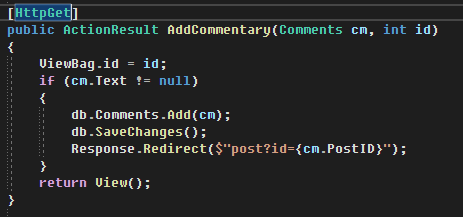 [HttpGet]
public ActionResult AddCommentary(Comments cm, int id)
{
    ViewBag.id = id;
    if (cm.Text != null)
    {
        db.Comments.Add(cm);
        db.SaveChanges();
        Response.Redirect($"post?id={cm.PostID}");
    }
    return View();
}